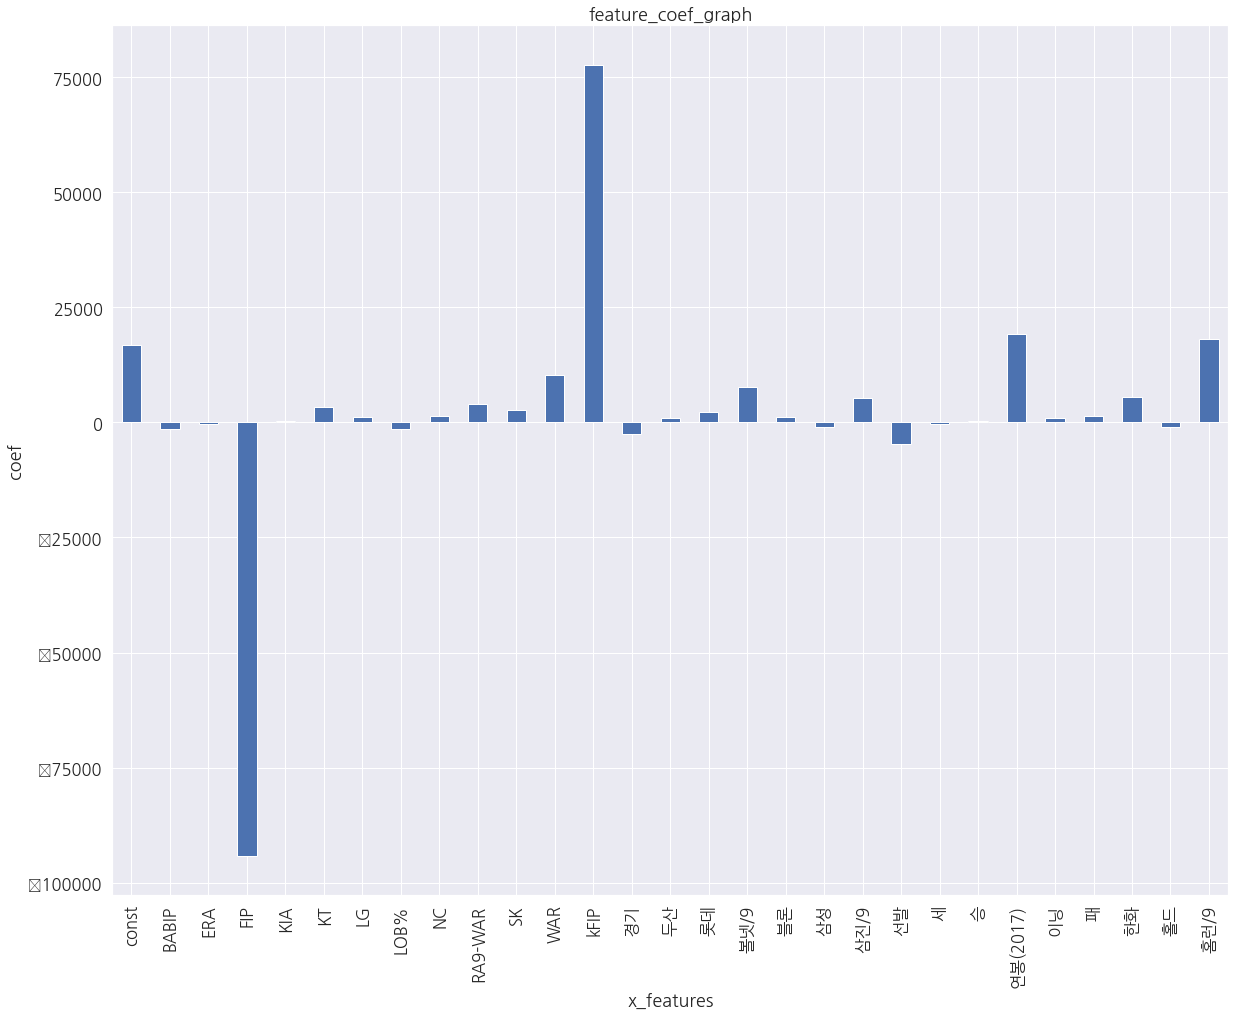 feature_coef_graph
75000
50000
25000
0
25000
50000
75000
100000
coef
const
BABIP
ERA
FIP
KIA
KT
LG
LOB%
NC
RA9-WAR
SK
WAR
kFIP
경기
두산
롯데
볼넷/9
블론
삼성
삼진/9
선발
세
승
연봉(2017)
이닝
패
한화
홀드
홈런/9
x_features